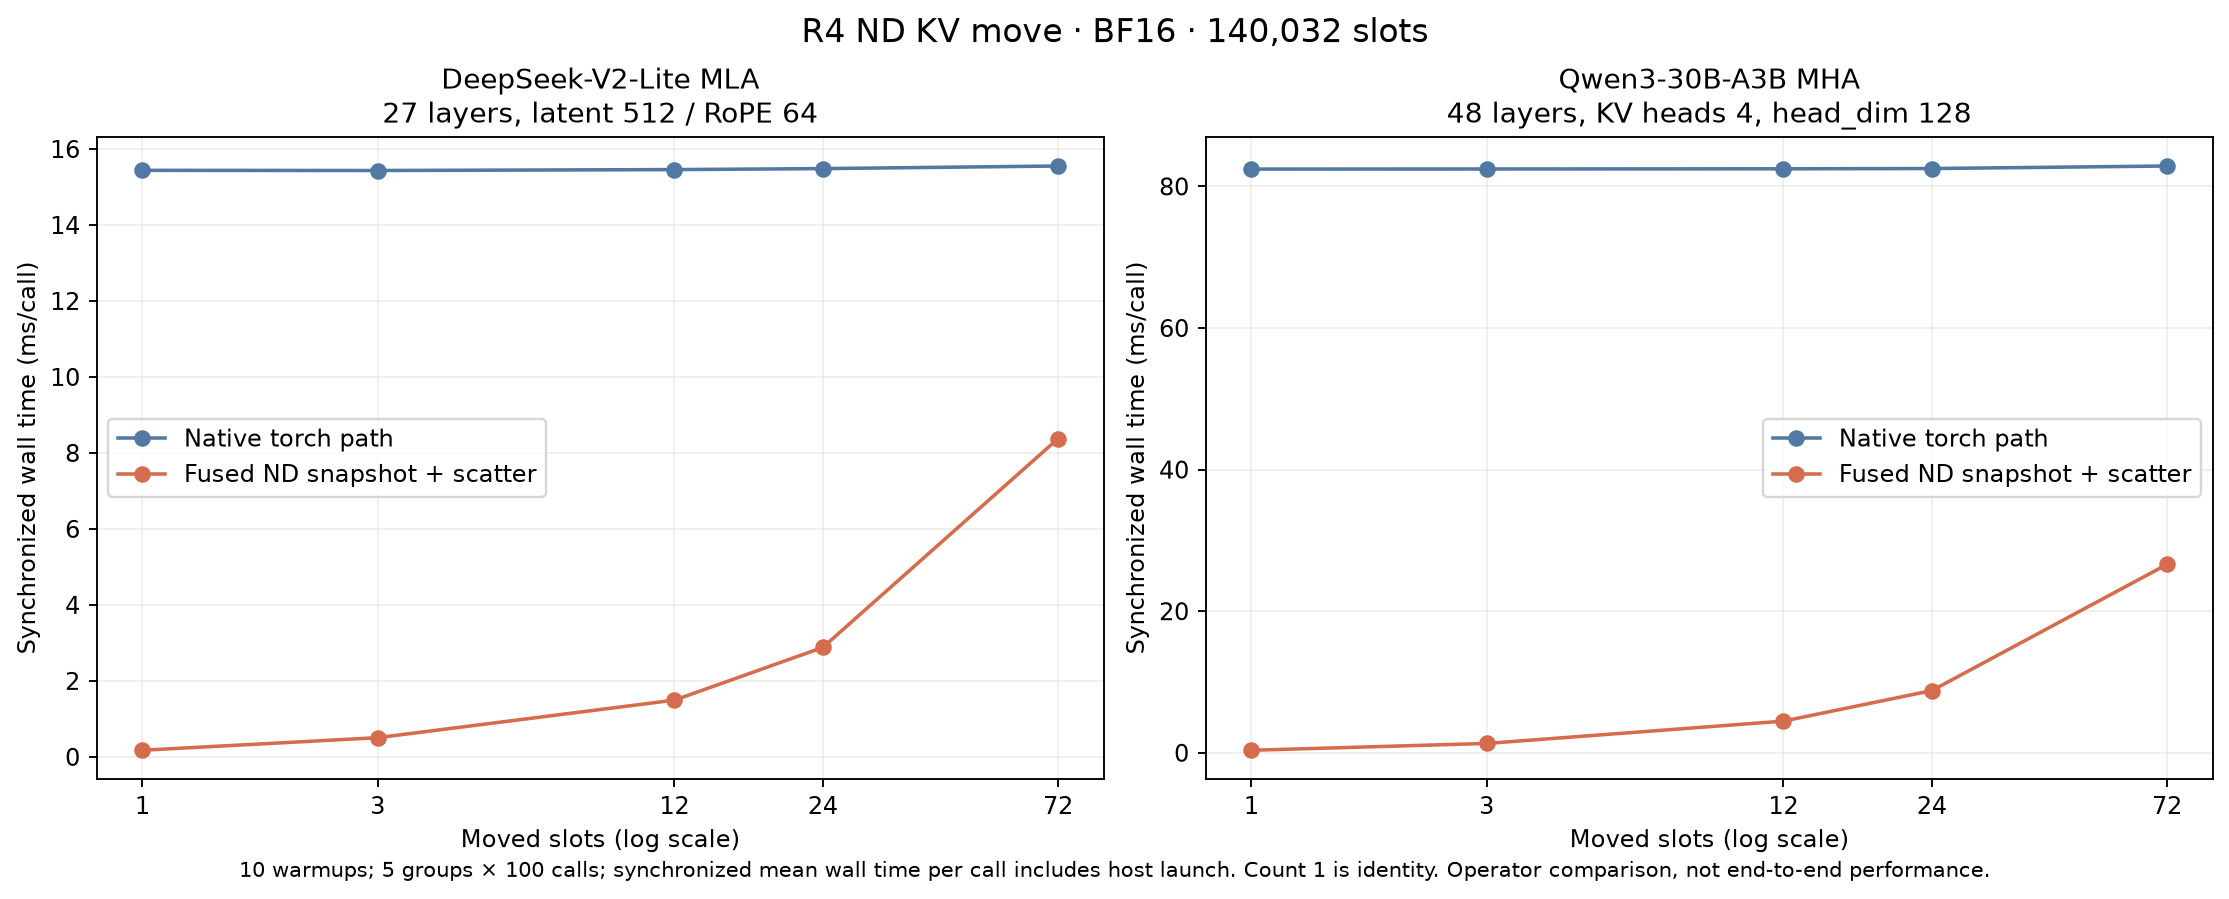 R4 ND KV move · BF16 · 140,032 slots
DeepSeek-V2-Lite MLA
27 layers, latent 512 / RoPE 64
Synchronized wall time (ms/call)
16
14
12
10
8
6
4
2
0
Native torch path
Fused ND snapshot + scatter
1
3
12
24
72
Moved slots (log scale)
Qwen3-30B-A3B MHA
48 layers, KV heads 4, head_dim 128
Synchronized wall time (ms/call)
80
60
40
20
0
Native torch path
Fused ND snapshot + scatter
1
3
12
24
72
Moved slots (log scale)
10 warmups; 5 groups × 100 calls; synchronized mean wall time per call includes host launch. Count 1 is identity. Operator comparison, not end-to-end performance.